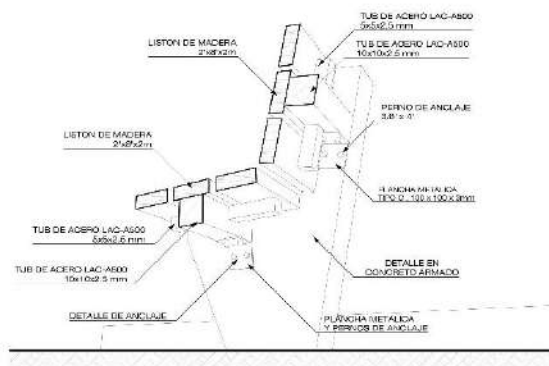 TUB DE ACERO LAC-A500
5x5x2,5 mm
LISTON DE MADERA
2"x8"x2m
TUB DE ACERO LAC-A500
10x10x2.5 mm
PERNO DE ANCLAJE
3/8" x 4"
LISTON DE MADERA
2"x8"x2m
PLANCHA METALICA
TIPO C . 100 x 100 x 3mm
TUB DE ACERO LAC-A500
5x5x2.5 mm
TUB DE ACERO LAC-A500
10x10x2.5 mm
DETALLE EN
CONCRETO ARMADO
DETALLE DE ANCLAJE
PLANCHA METALICA
Y PERNOS DE ANCLAJE